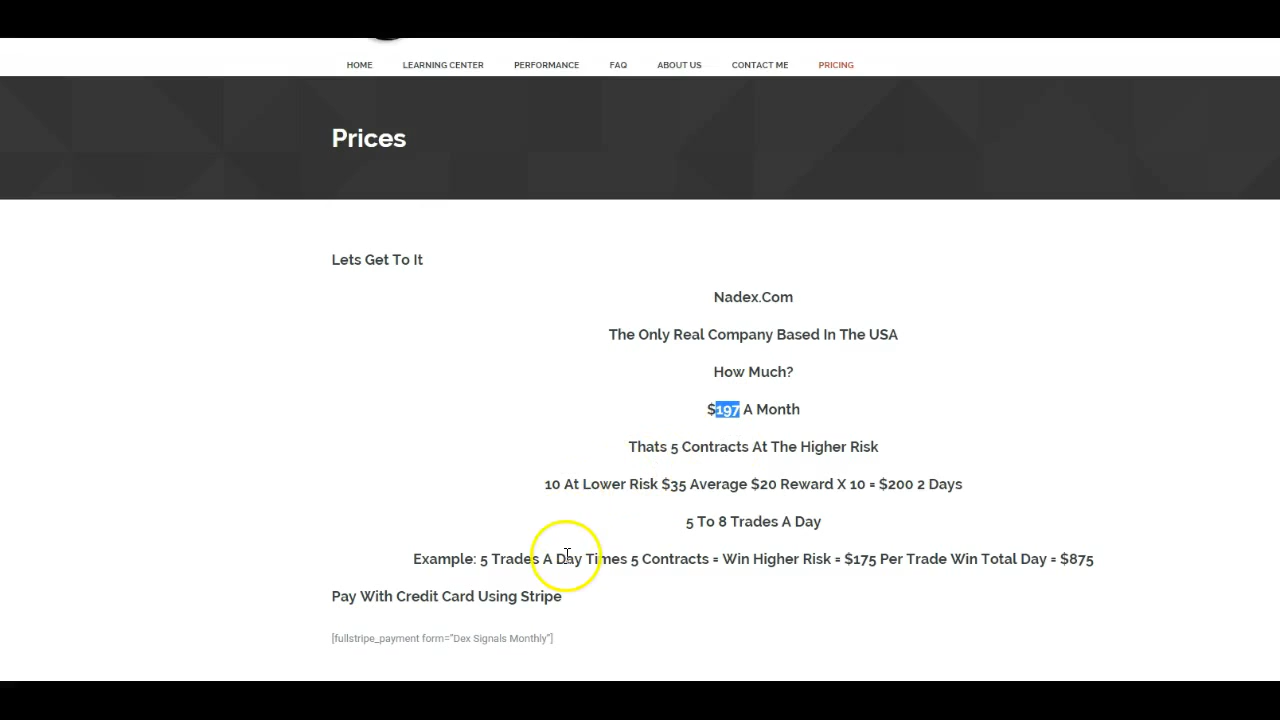 HOME LEARNING CENTER PERFORMANCE FAQ ABOUT US CONTACT ME PRICING
Prices
Lets Get To It
Nadex.Com
The Only Real Company Based In The USA
How Much?
$197 A Month
Thats 5 Contracts At The Higher Risk
10 At Lower Risk $35 Average $20 Reward X 10 = $200 2 Days
5 To 8 Trades A Day
Example: 5 Trades A Day Times 5 Contracts = Win Higher Risk = $175 Per Trade Win Total Day = $875
Pay With Credit Card Using Stripe
[fullstripe_payment form="Dex Signals Monthly"]